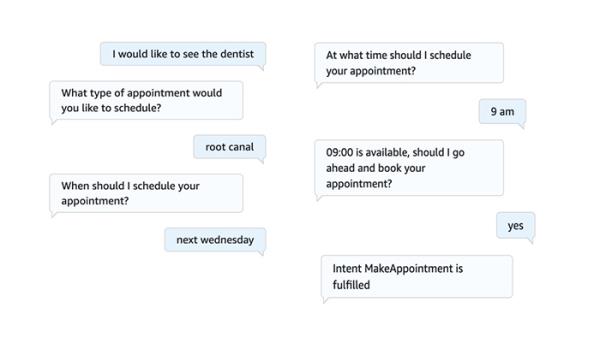 I would like to see the dentist
What type of appointment would
you like to schedule?
root canal
When should I schedule your
appointment?
next wednesday
At what time should I schedule
your appointment?
9 am
09:00 is available, should I go
ahead and book your
appointment?
yes
Intent MakeAppointment is
fulfilled